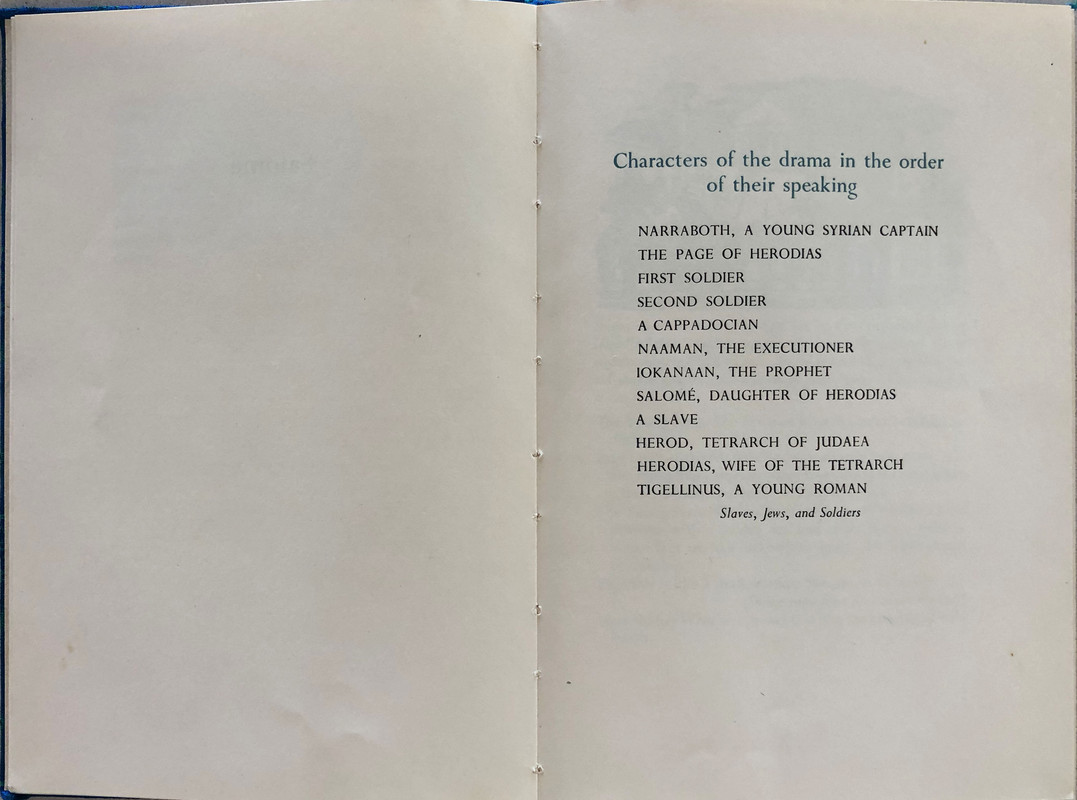 Characters of the drama in the order
of their speaking
NARRABOTH, A YOUNG SYRIAN CAPTAIN
THE PAGE OF HERODIAS
FIRST SOLDIER
SECOND SOLDIER
A CAPPADOCIAN
NAAMAN, THE EXECUTIONER
IOKANAAN, THE PROPHET
SALOMÉ, DAUGHTER OF HERODIAS
A SLAVE
HEROD, TETRARCH OF JUDAEA
HERODIAS, WIFE OF THE TETRARCH
TIGELLINUS, A YOUNG ROMAN
Slaves, Jews, and Soldiers